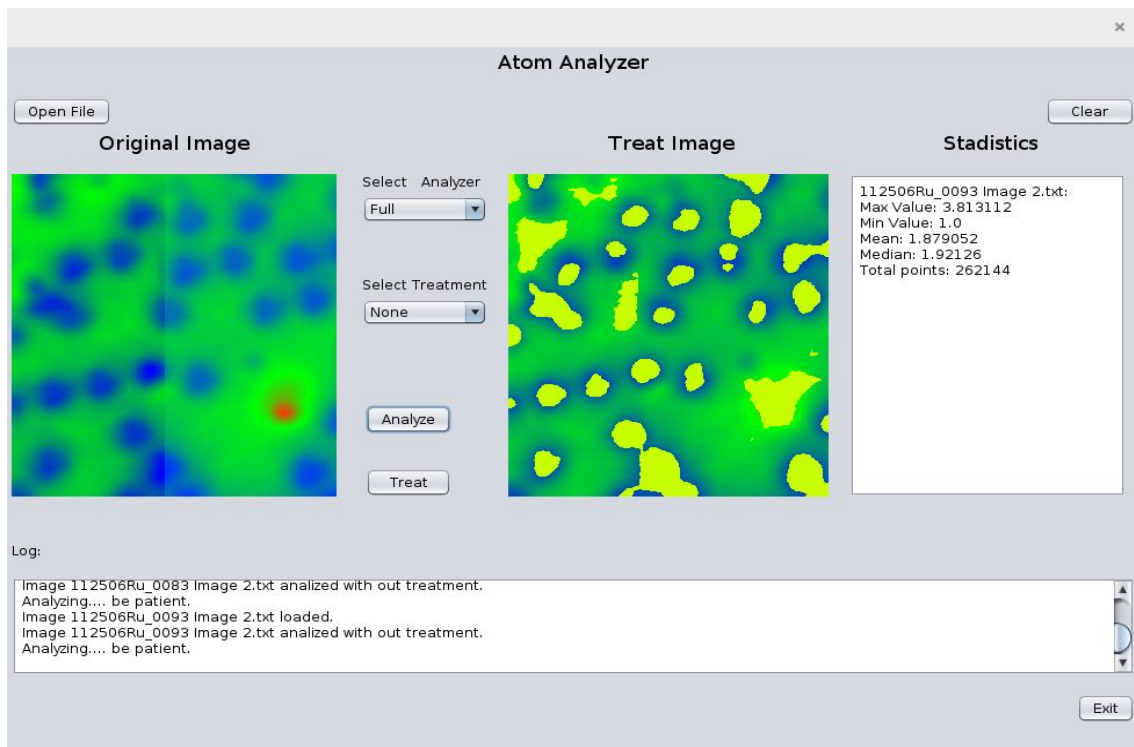 ×
Atom Analyzer
Open File
Clear
Original Image
Treat Image
Stadistics
Select Analyzer
Full
Select Treatment
None
Analyze
Treat
112506Ru_0093 Image 2.txt:
Max Value: 3.813112
Min Value: 1.0
Mean: 1.879052
Median: 1.92126
Total points: 262144
Log:
Image 112506Ru_0083 Image 2.txt analized with out treatment.
Analyzing.... be patient.
Image 112506Ru_0093 Image 2.txt loaded.
Image 112506Ru_0093 Image 2.txt analized with out treatment.
Analyzing.... be patient.
Exit